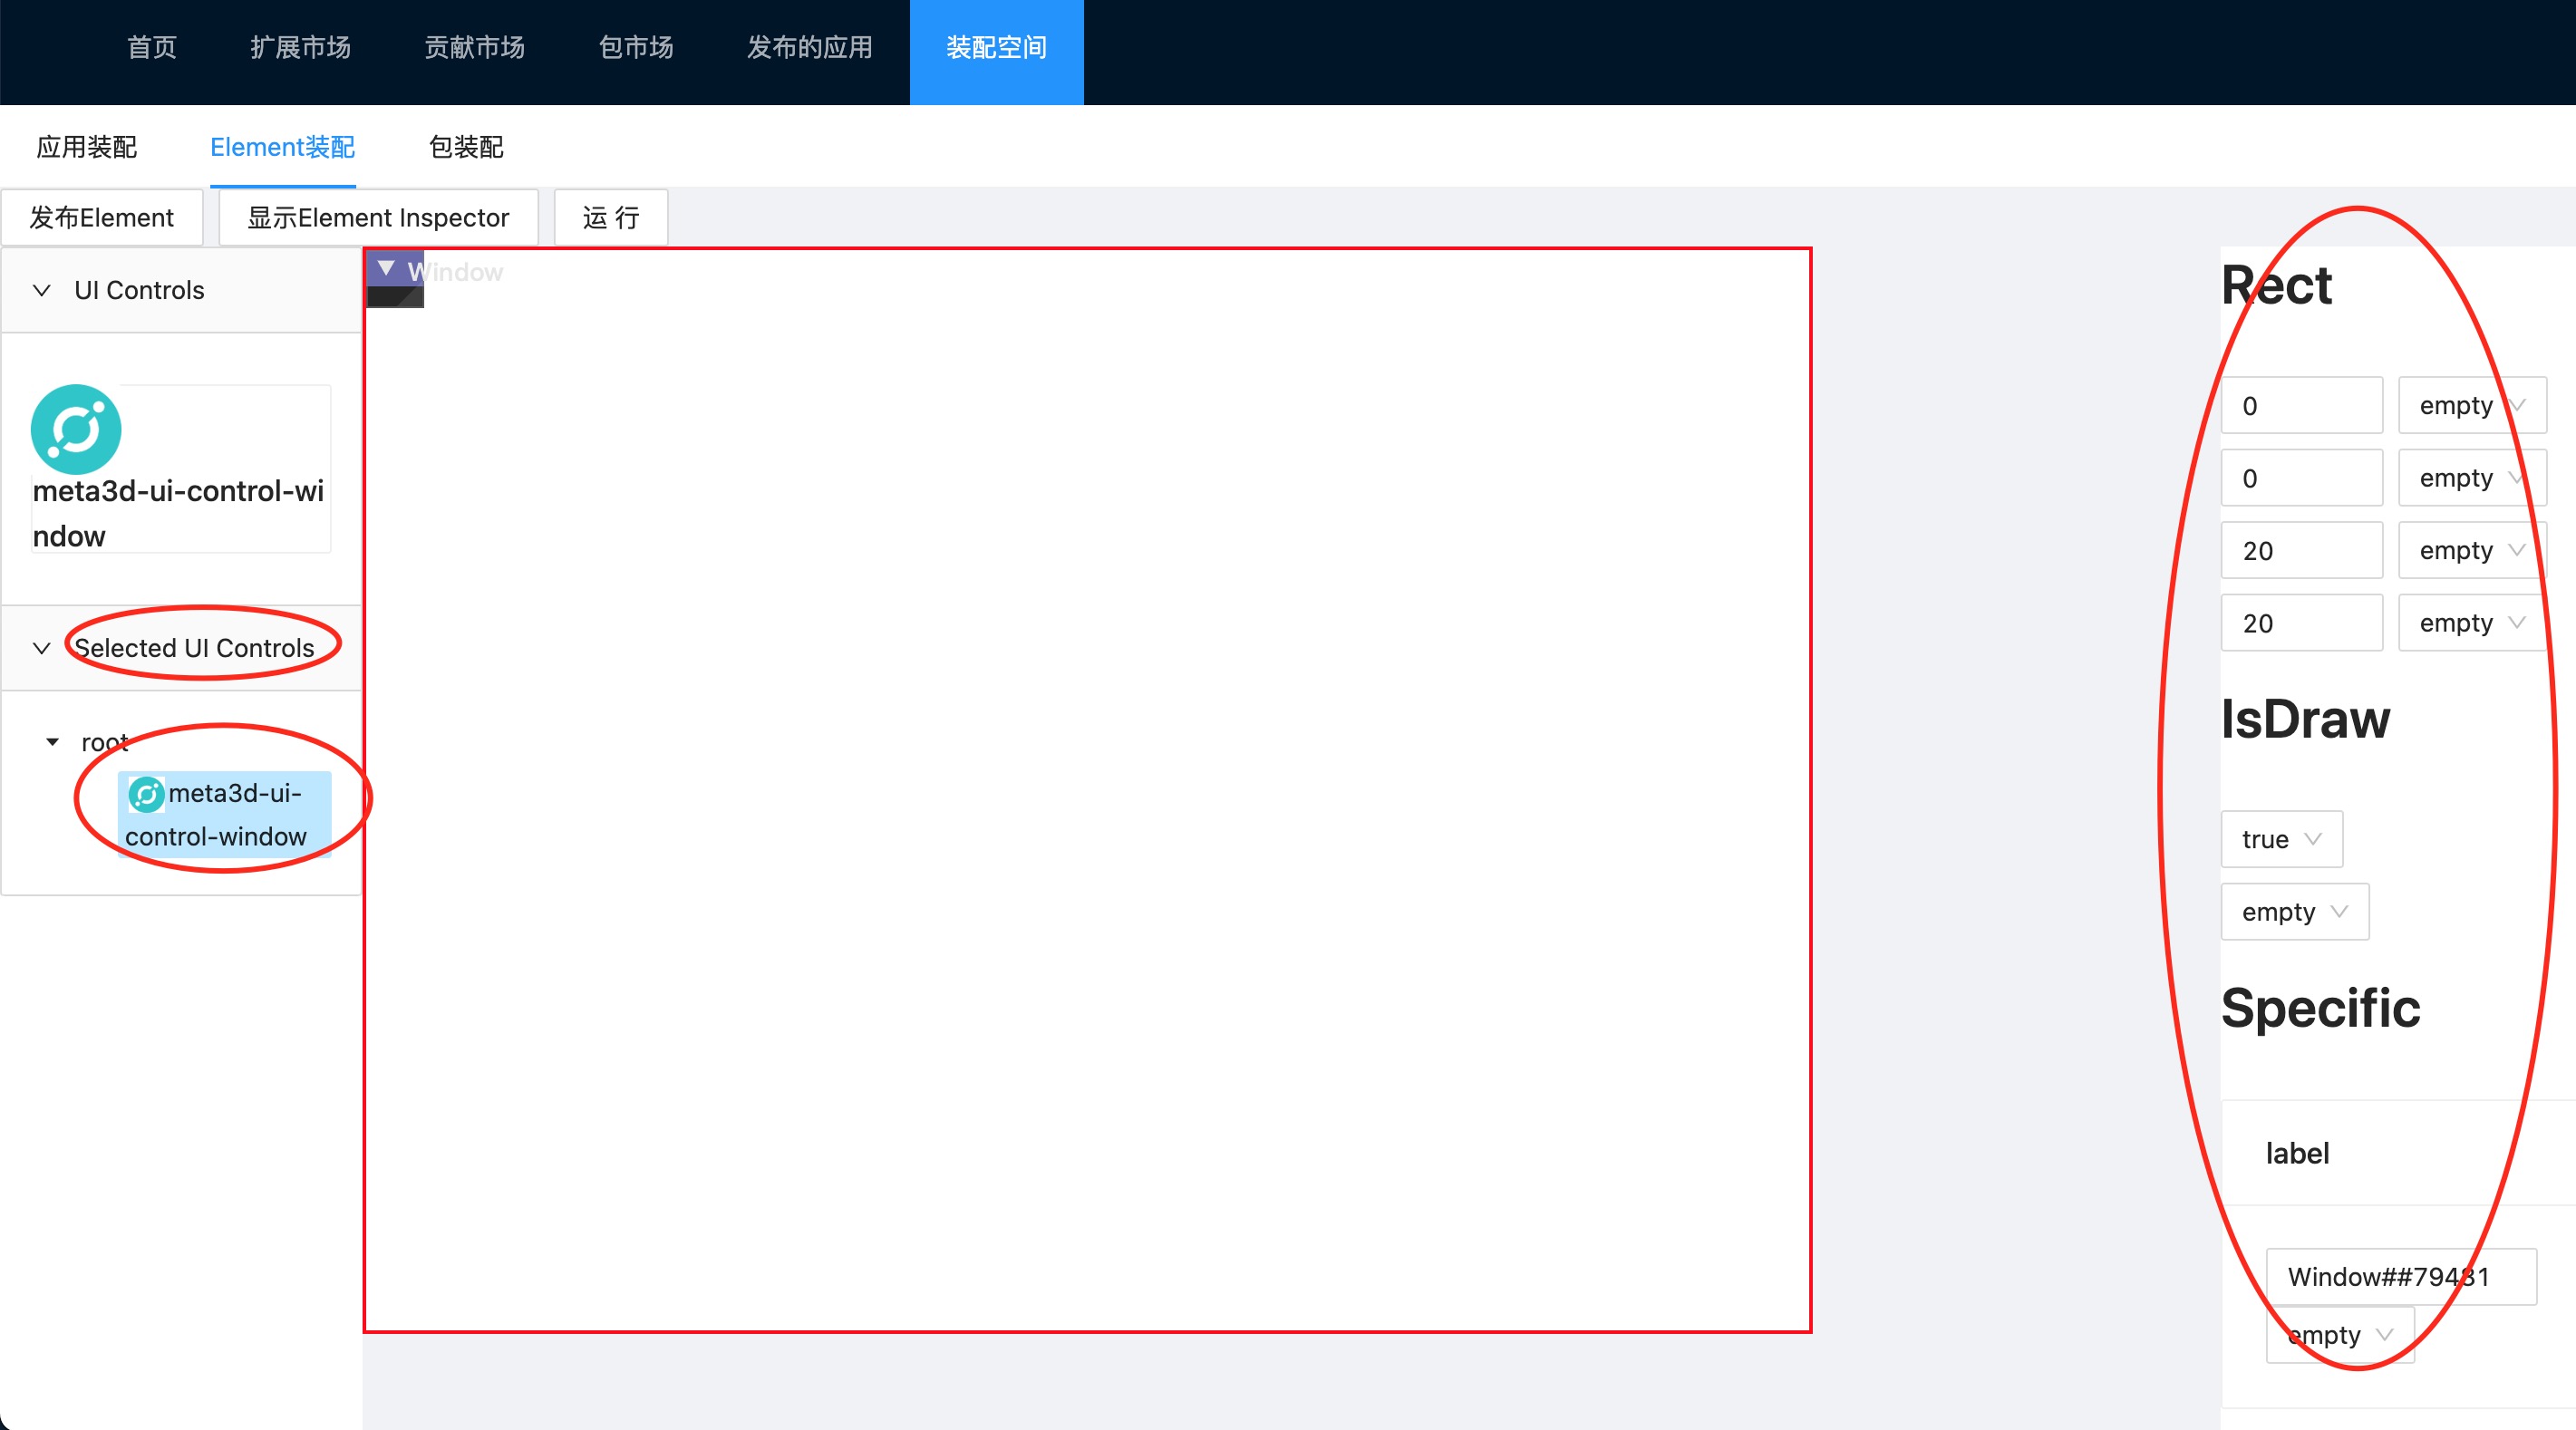 首页 扩展市场 贡献市场 包市场 发布的应用 装配空间
应用装配 Element装配 包装配
发布Element 显示Element Inspector 运 行
UI Controls
meta3d-ui-control-wi
ndow
Selected UI Controls
root
meta3d-ui-
control-window
Window
Rect
0 empty
0 empty
20 empty
20 empty
IsDraw
true
empty
Specific
label
Window##79481
empty